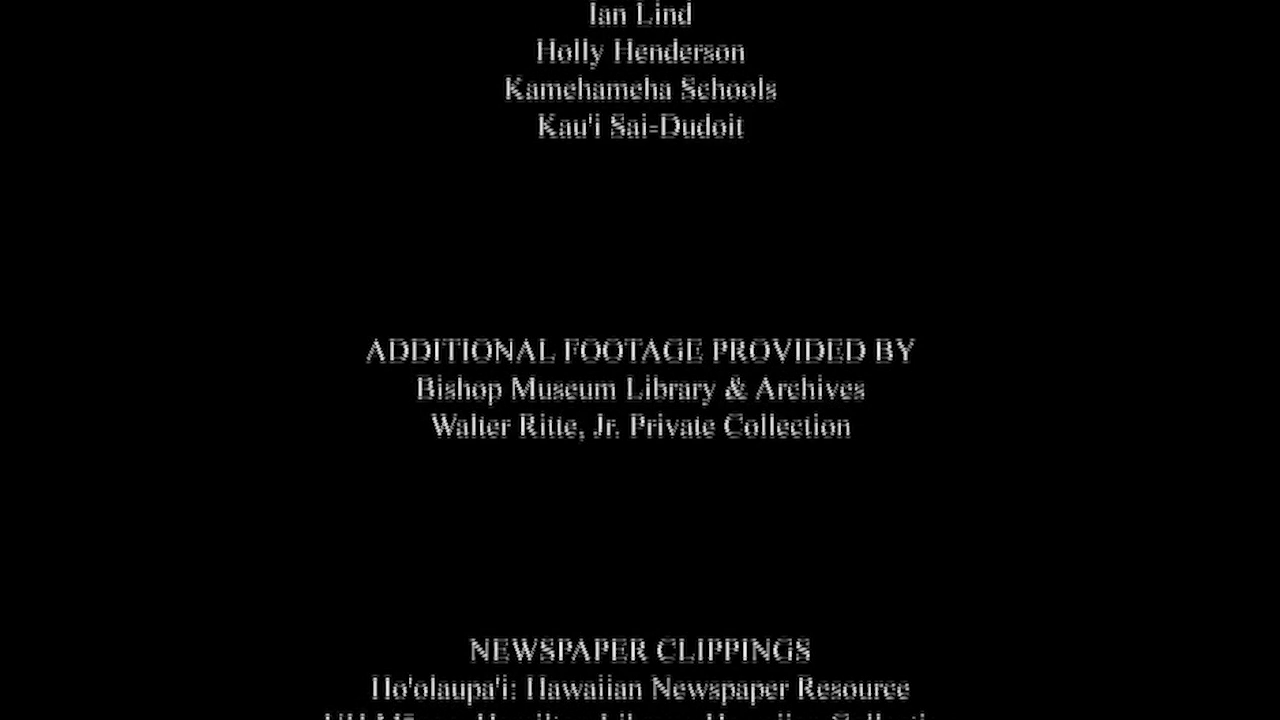 Ian Lind
Holly Henderson
Kamehameha Schools
Kau'i Sai-Dudoit
ADDITIONAL FOOTAGE PROVIDED BY
Bishop Museum Library & Archives
Walter Ritte, Jr. Private Collection
NEWSPAPER CLIPPINGS
Ho'olaupa'i: Hawaiian Newspaper Resource